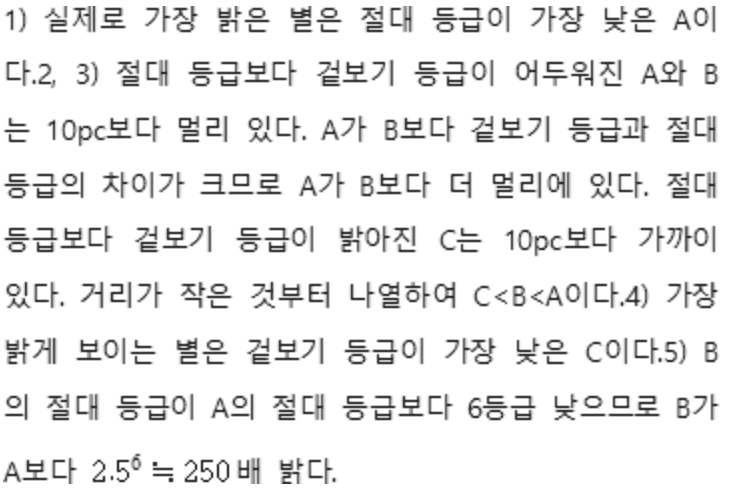 1) 실제로 가장 밝은 별은 절대 등급이 가장 낮은 A이
다.2, 3) 절대 등급보다 겉보기 등급이 어두워진 A와 B
는 10pc보다 멀리 있다. A가 B보다 겉보기 등급과 절대
등급의 차이가 크므로 A가 B보다 더 멀리에 있다. 절대
등급보다 겉보기 등급이 밝아진 C는 10pc보다 가까이
있다. 거리가 작은 것부터 나열하여 C<B<A이다.4) 가장
밝게 보이는 별은 겉보기 등급이 가장 낮은 C이다.5) B
의 절대 등급이 A의 절대 등급보다 6등급 낮으므로 B가
A보다 2.5⁶ ≒ 250배 밝다.